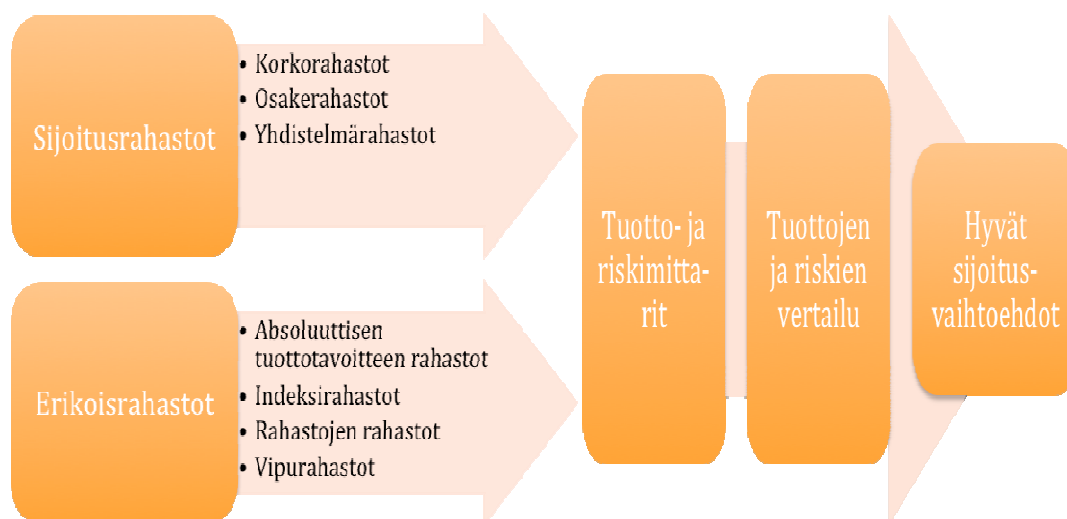 Sijoitusrahastot
• Korkorahastot
• Osakerahastot
• Yhdistelmärahastot
Erikoisrahastot
• Absoluuttisen
tuottotavoitteen rahastot
• Indeksirahastot
• Rahastojen rahastot
• Vipurahastot
Tuotto- ja
riskimitta-
rit
Tuottojen
ja riskien
vertailu
Hyvät
sijoitus-
vaihtoehdot